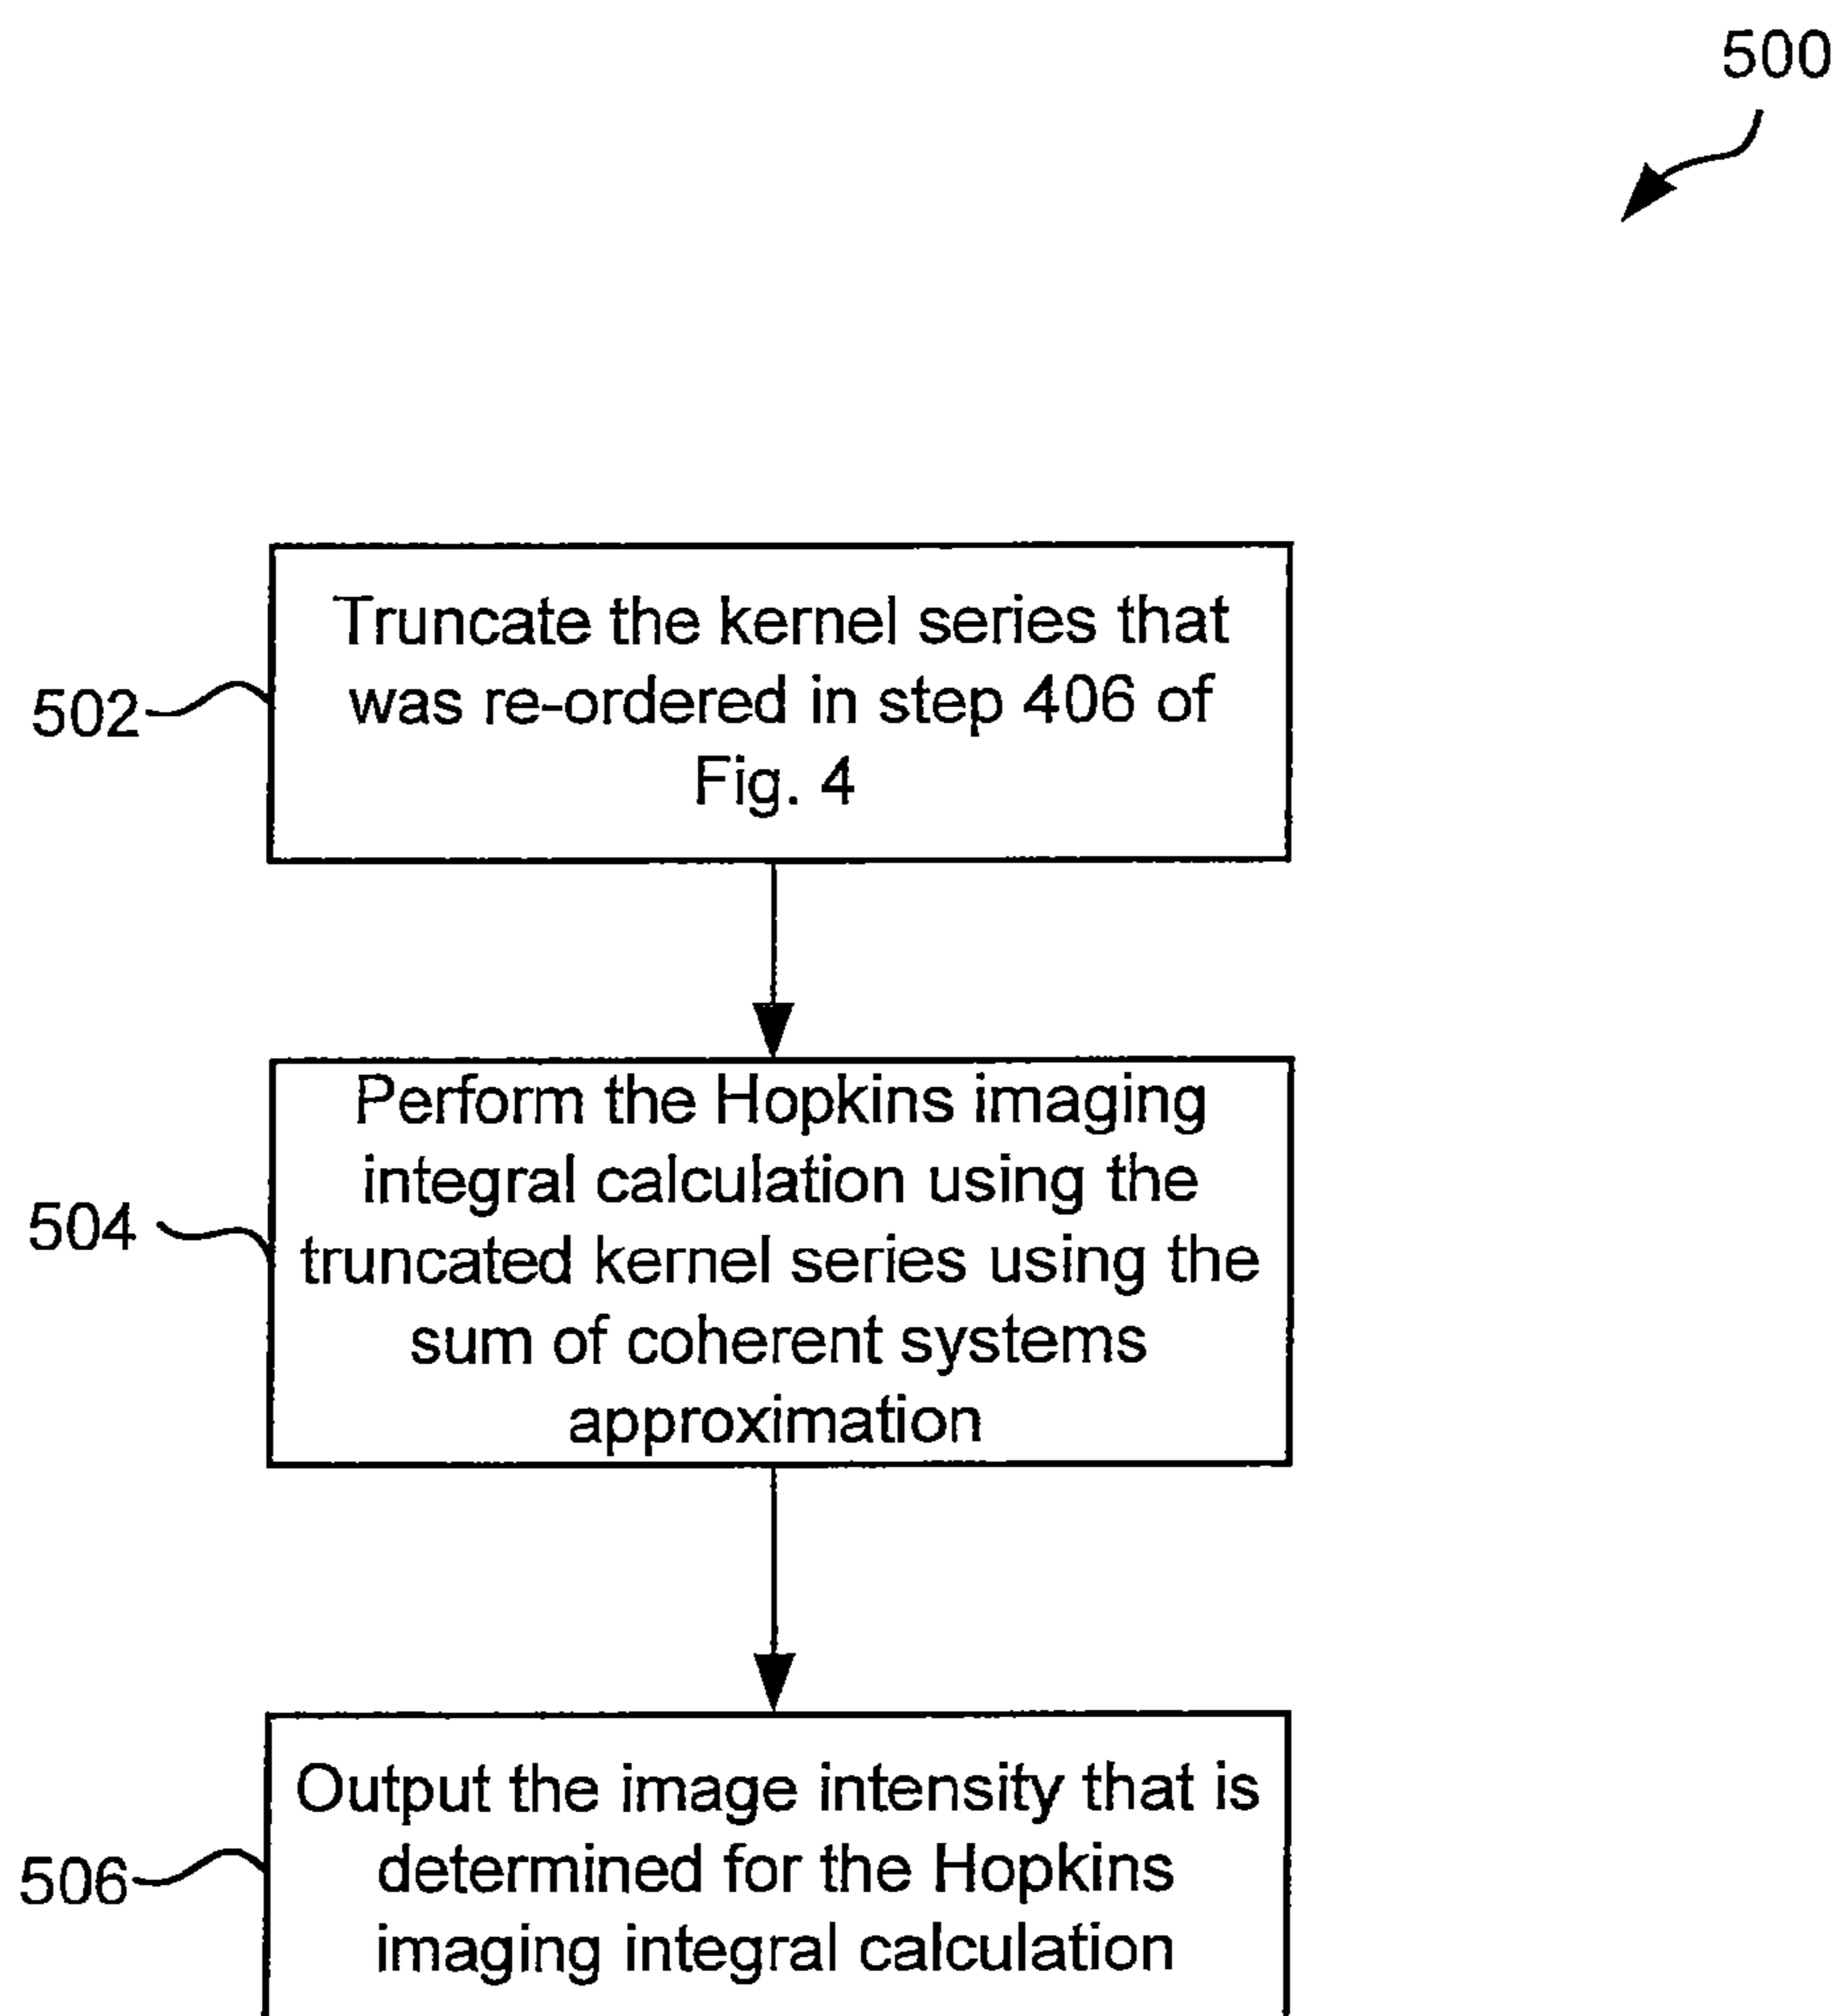 500
502
Truncate the kernel series that
was re-ordered in step 406 of
Fig. 4
504
Perform the Hopkins imaging
integral calculation using the
truncated kernel series using the
sum of coherent systems
approximation
506
Output the image intensity that is
determined for the Hopkins
imaging integral calculation